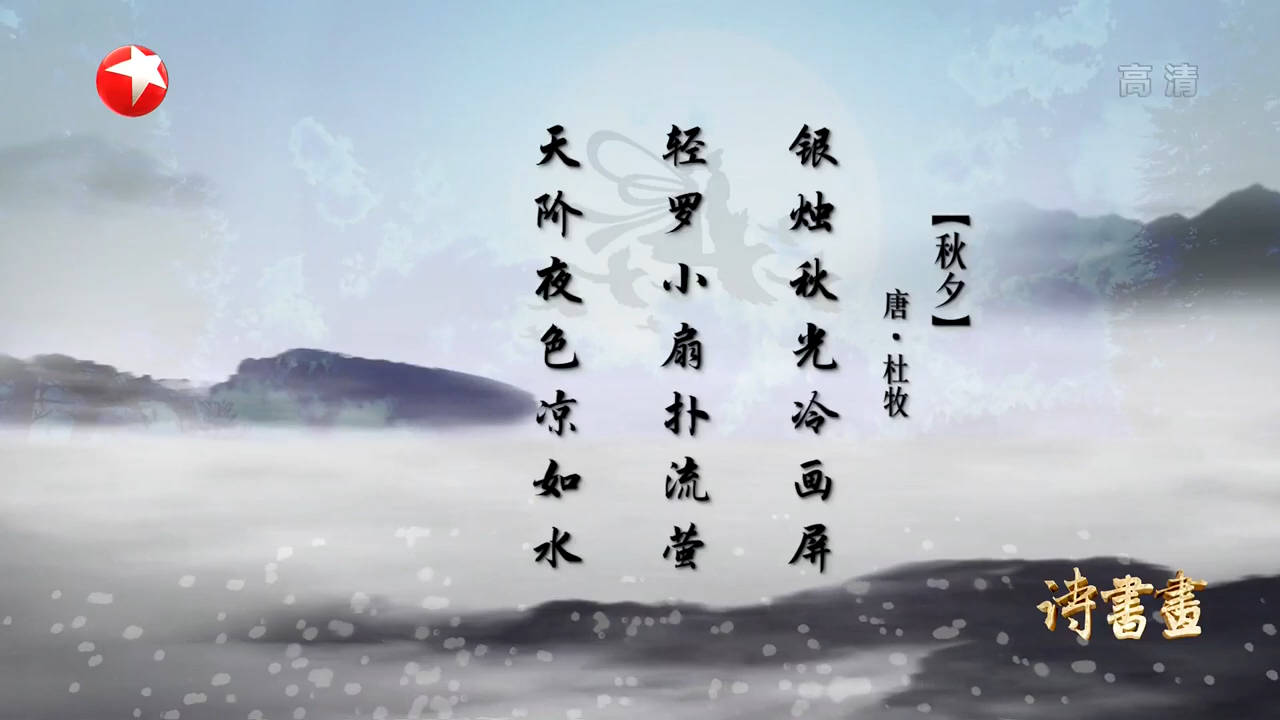 高清
【秋夕】
唐·杜牧
银烛秋光冷画屏
轻罗小扇扑流萤
天阶夜色凉如水
诗書畫